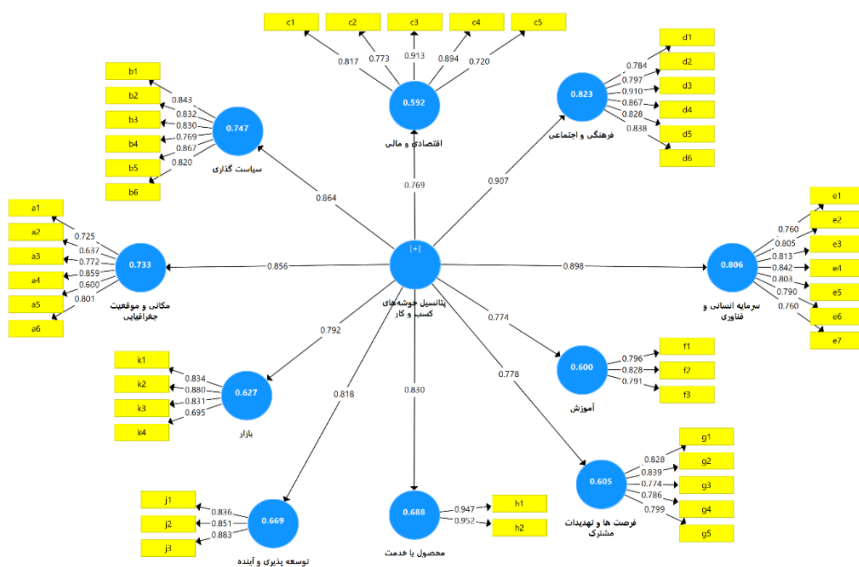 c1
c2
c3
c4
c5
0.817
0.773
0.913
0.894
0.720
0.592
اقتصادی و مالی
d1
d2
d3
d4
d5
d6
0.784
0.797
0.910
0.867
0.828
0.838
0.823
فرهنگی و اجتماعی
b1
b2
b3
b4
b5
b6
0.843
0.832
0.830
0.769
0.867
0.820
0.747
سیاست گذاری
0.864
0.769
0.907
a1
a2
a3
a4
a5
a6
0.725
0.637
0.772
0.859
0.600
0.801
0.733
مکانی و موقعیت
جغرافیایی
0.856
[+]
پتانسیل خوشه‌های
کسب و کار
0.898
e1
e2
e3
e4
e5
e6
e7
0.760
0.805
0.813
0.842
0.803
0.790
0.760
0.806
سرمایه انسانی و
فناوری
0.792
0.818
0.830
0.778
0.774
k1
k2
k3
k4
0.834
0.880
0.831
0.695
0.627
بازار
f1
f2
f3
0.796
0.828
0.791
0.600
آموزش
j1
j2
j3
0.836
0.851
0.883
0.669
توسعه پذیری و آینده
h1
h2
0.947
0.952
0.688
محصول یا خدمت
g1
g2
g3
g4
g5
0.828
0.839
0.774
0.786
0.799
0.605
فرصت ها و تهدیدات
مشترک